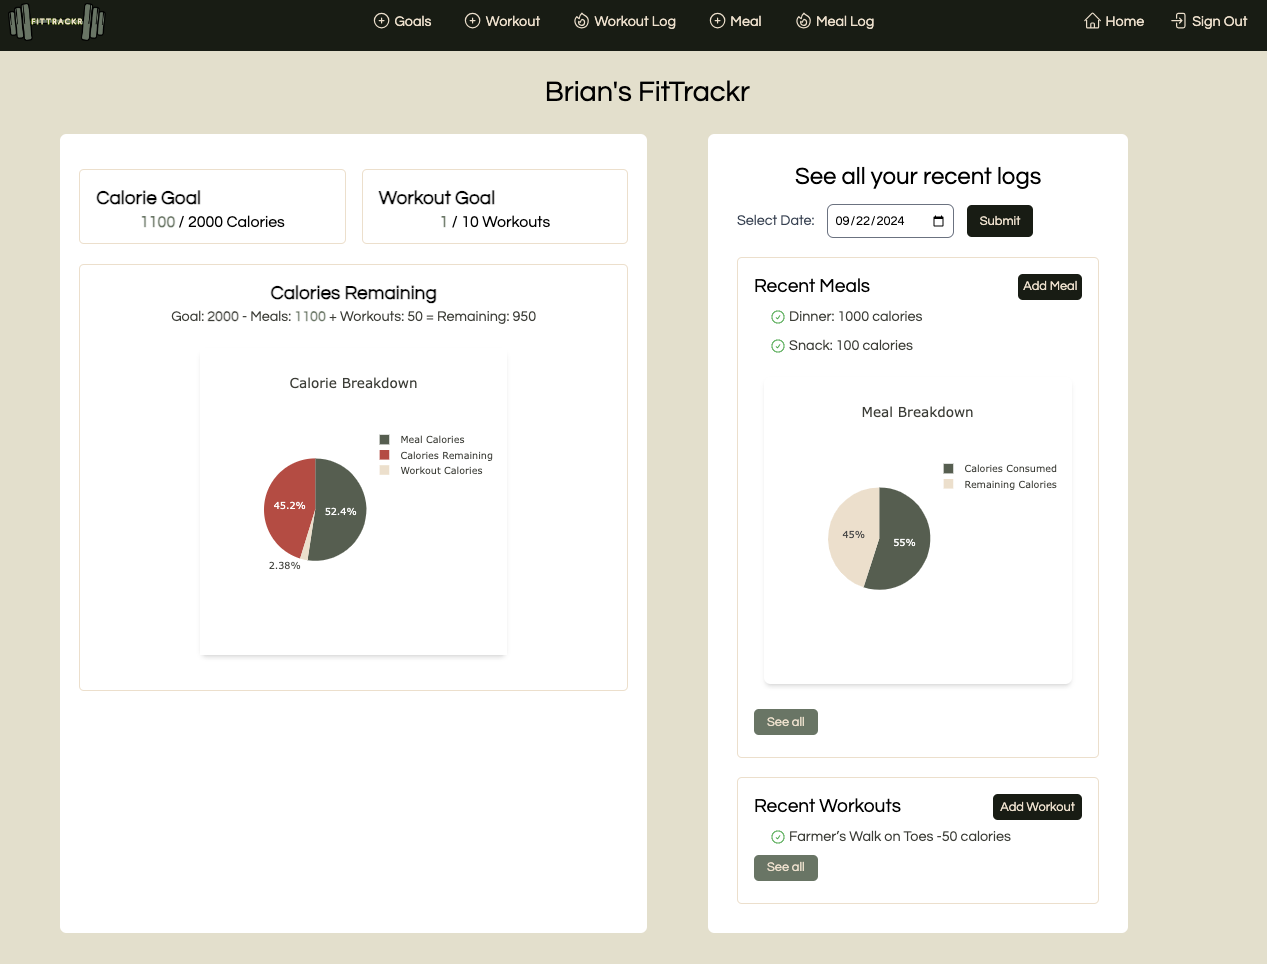 FITTRACKR
Goals Workout Workout Log Meal Meal Log Home Sign Out
Brian's FitTrackr
Calorie Goal
1100 / 2000 Calories
Workout Goal
1 / 10 Workouts
Calories Remaining
Goal: 2000 - Meals: 1100 + Workouts: 50 = Remaining: 950
Calorie Breakdown
Meal Calories
Calories Remaining
Workout Calories
45.2%
52.4%
2.38%
See all your recent logs
Select Date: 09/22/2024 Submit
Recent Meals Add Meal
Dinner: 1000 calories
Snack: 100 calories
Meal Breakdown
Calories Consumed
Remaining Calories
45%
55%
See all
Recent Workouts Add Workout
Farmer’s Walk on Toes -50 calories
See all